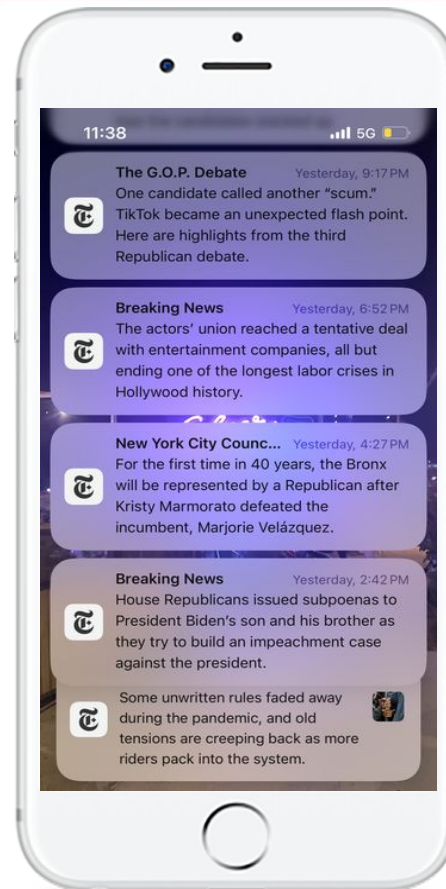 11:38 5G
The G.O.P. Debate Yesterday, 9:17 PM
One candidate called another “scum.”
TikTok became an unexpected flash point.
Here are highlights from the third
Republican debate.
Breaking News Yesterday, 6:52 PM
The actors’ union reached a tentative deal
with entertainment companies, all but
ending one of the longest labor crises in
Hollywood history.
New York City Counc... Yesterday, 4:27 PM
For the first time in 40 years, the Bronx
will be represented by a Republican after
Kristy Marmorato defeated the
incumbent, Marjorie Velázquez.
Breaking News Yesterday, 2:42 PM
House Republicans issued subpoenas to
President Biden’s son and his brother as
they try to build an impeachment case
against the president.
Some unwritten rules faded away
during the pandemic, and old
tensions are creeping back as more
riders pack into the system.